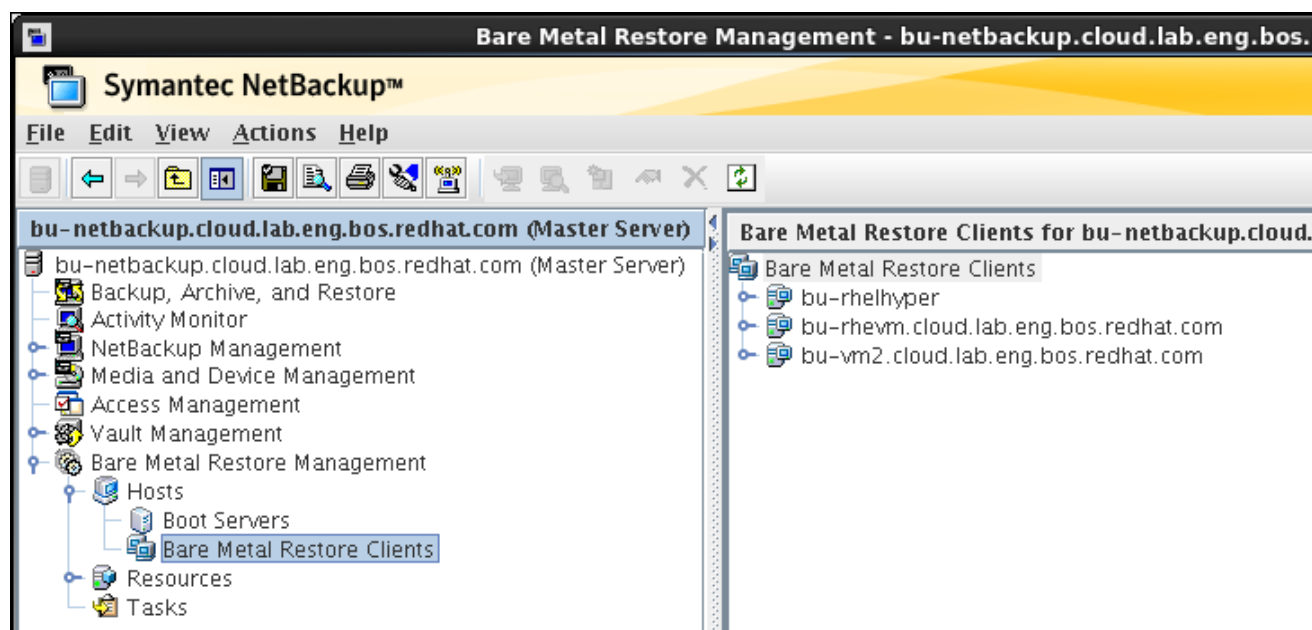 Bare Metal Restore Management - bu-netbackup.cloud.lab.eng.bos.
Symantec NetBackup™
File Edit View Actions Help
bu-netbackup.cloud.lab.eng.bos.redhat.com (Master Server)
bu-netbackup.cloud.lab.eng.bos.redhat.com (Master Server)
Backup, Archive, and Restore
Activity Monitor
NetBackup Management
Media and Device Management
Access Management
Vault Management
Bare Metal Restore Management
Hosts
Boot Servers
Bare Metal Restore Clients
Resources
Tasks
Bare Metal Restore Clients for bu-netbackup.cloud.
Bare Metal Restore Clients
bu-rhelhyper
bu-rhevm.cloud.lab.eng.bos.redhat.com
bu-vm2.cloud.lab.eng.bos.redhat.com